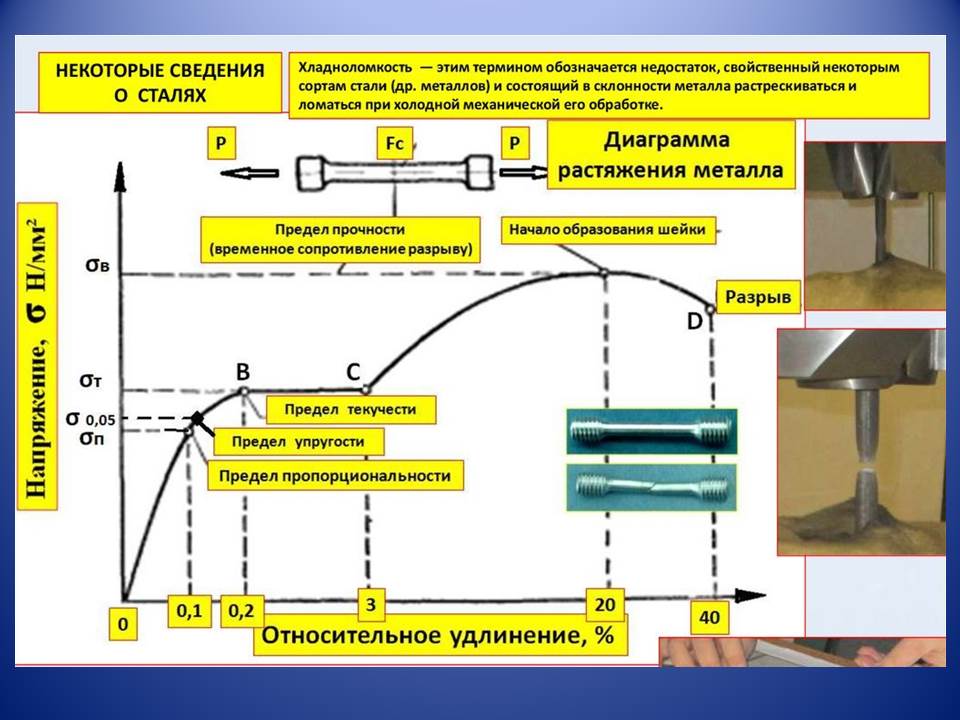 НЕКОТОРЫЕ СВЕДЕНИЯ
О СТАЛЯХ
Хладноломкость — этим термином обозначается недостаток, свойственный некоторым
сортам стали (др. металлов) и состоящий в склонности металла растрескиваться и
ломаться при холодной механической его обработке.
P
Fc
P
Диаграмма
растяжения металла
Напряжение, σ Н/мм²
Предел прочности
(временное сопротивление разрыву)
Начало образования шейки
σв
Разрыв
D
B
C
σт
Предел текучести
σ 0,05
σп
Предел упругости
Предел пропорциональности
0
0,1
0,2
3
20
40
Относительное удлинение, %